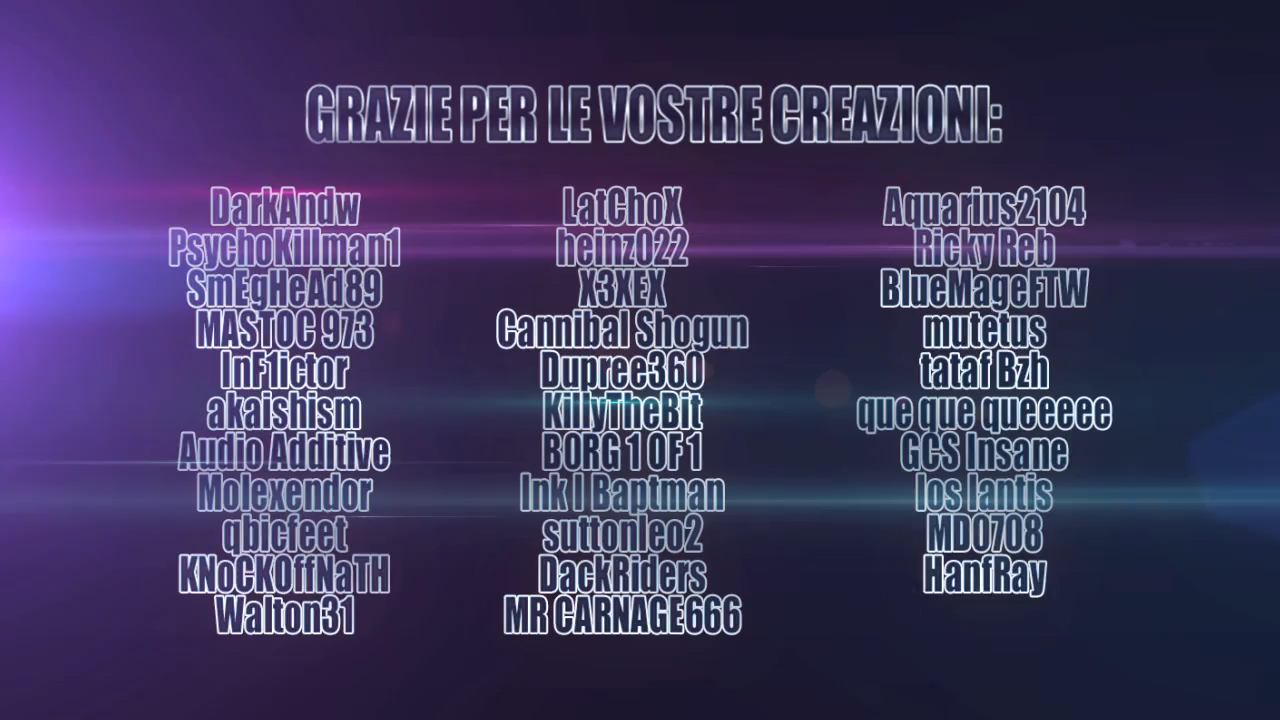 GRAZIE PER LE VOSTRE CREAZIONI:
DarkAndw
PsychoKillman1
SmEgHeAd89
MASTOC 973
InF1ictor
akaishism
Audio Additive
Molexendor
qbicfeet
KNoCKOffNaTH
Walton31
LatChoX
heinz022
X3XEX
Cannibal Shogun
Dupree360
KillyTheBit
BORG 1 OF 1
Ink I Baptman
suttonleo2
DackRiders
MR CARNAGE666
Aquarius2104
Ricky Reb
BlueMageFTW
mutetus
tataf Bzh
que que queeeee
GCS Insane
los lantis
MD0708
HanfRay